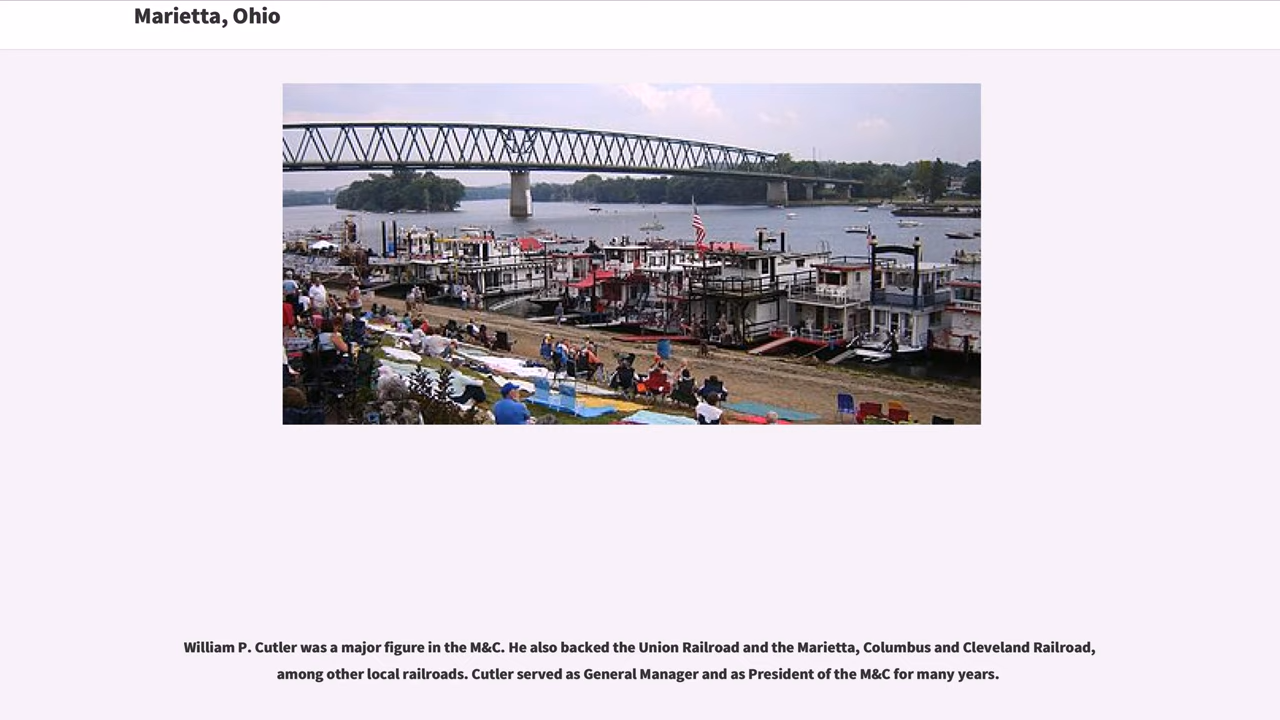 Marietta, Ohio
William P. Cutler was a major figure in the M&C. He also backed the Union Railroad and the Marietta, Columbus and Cleveland Railroad,
among other local railroads. Cutler served as General Manager and as President of the M&C for many years.